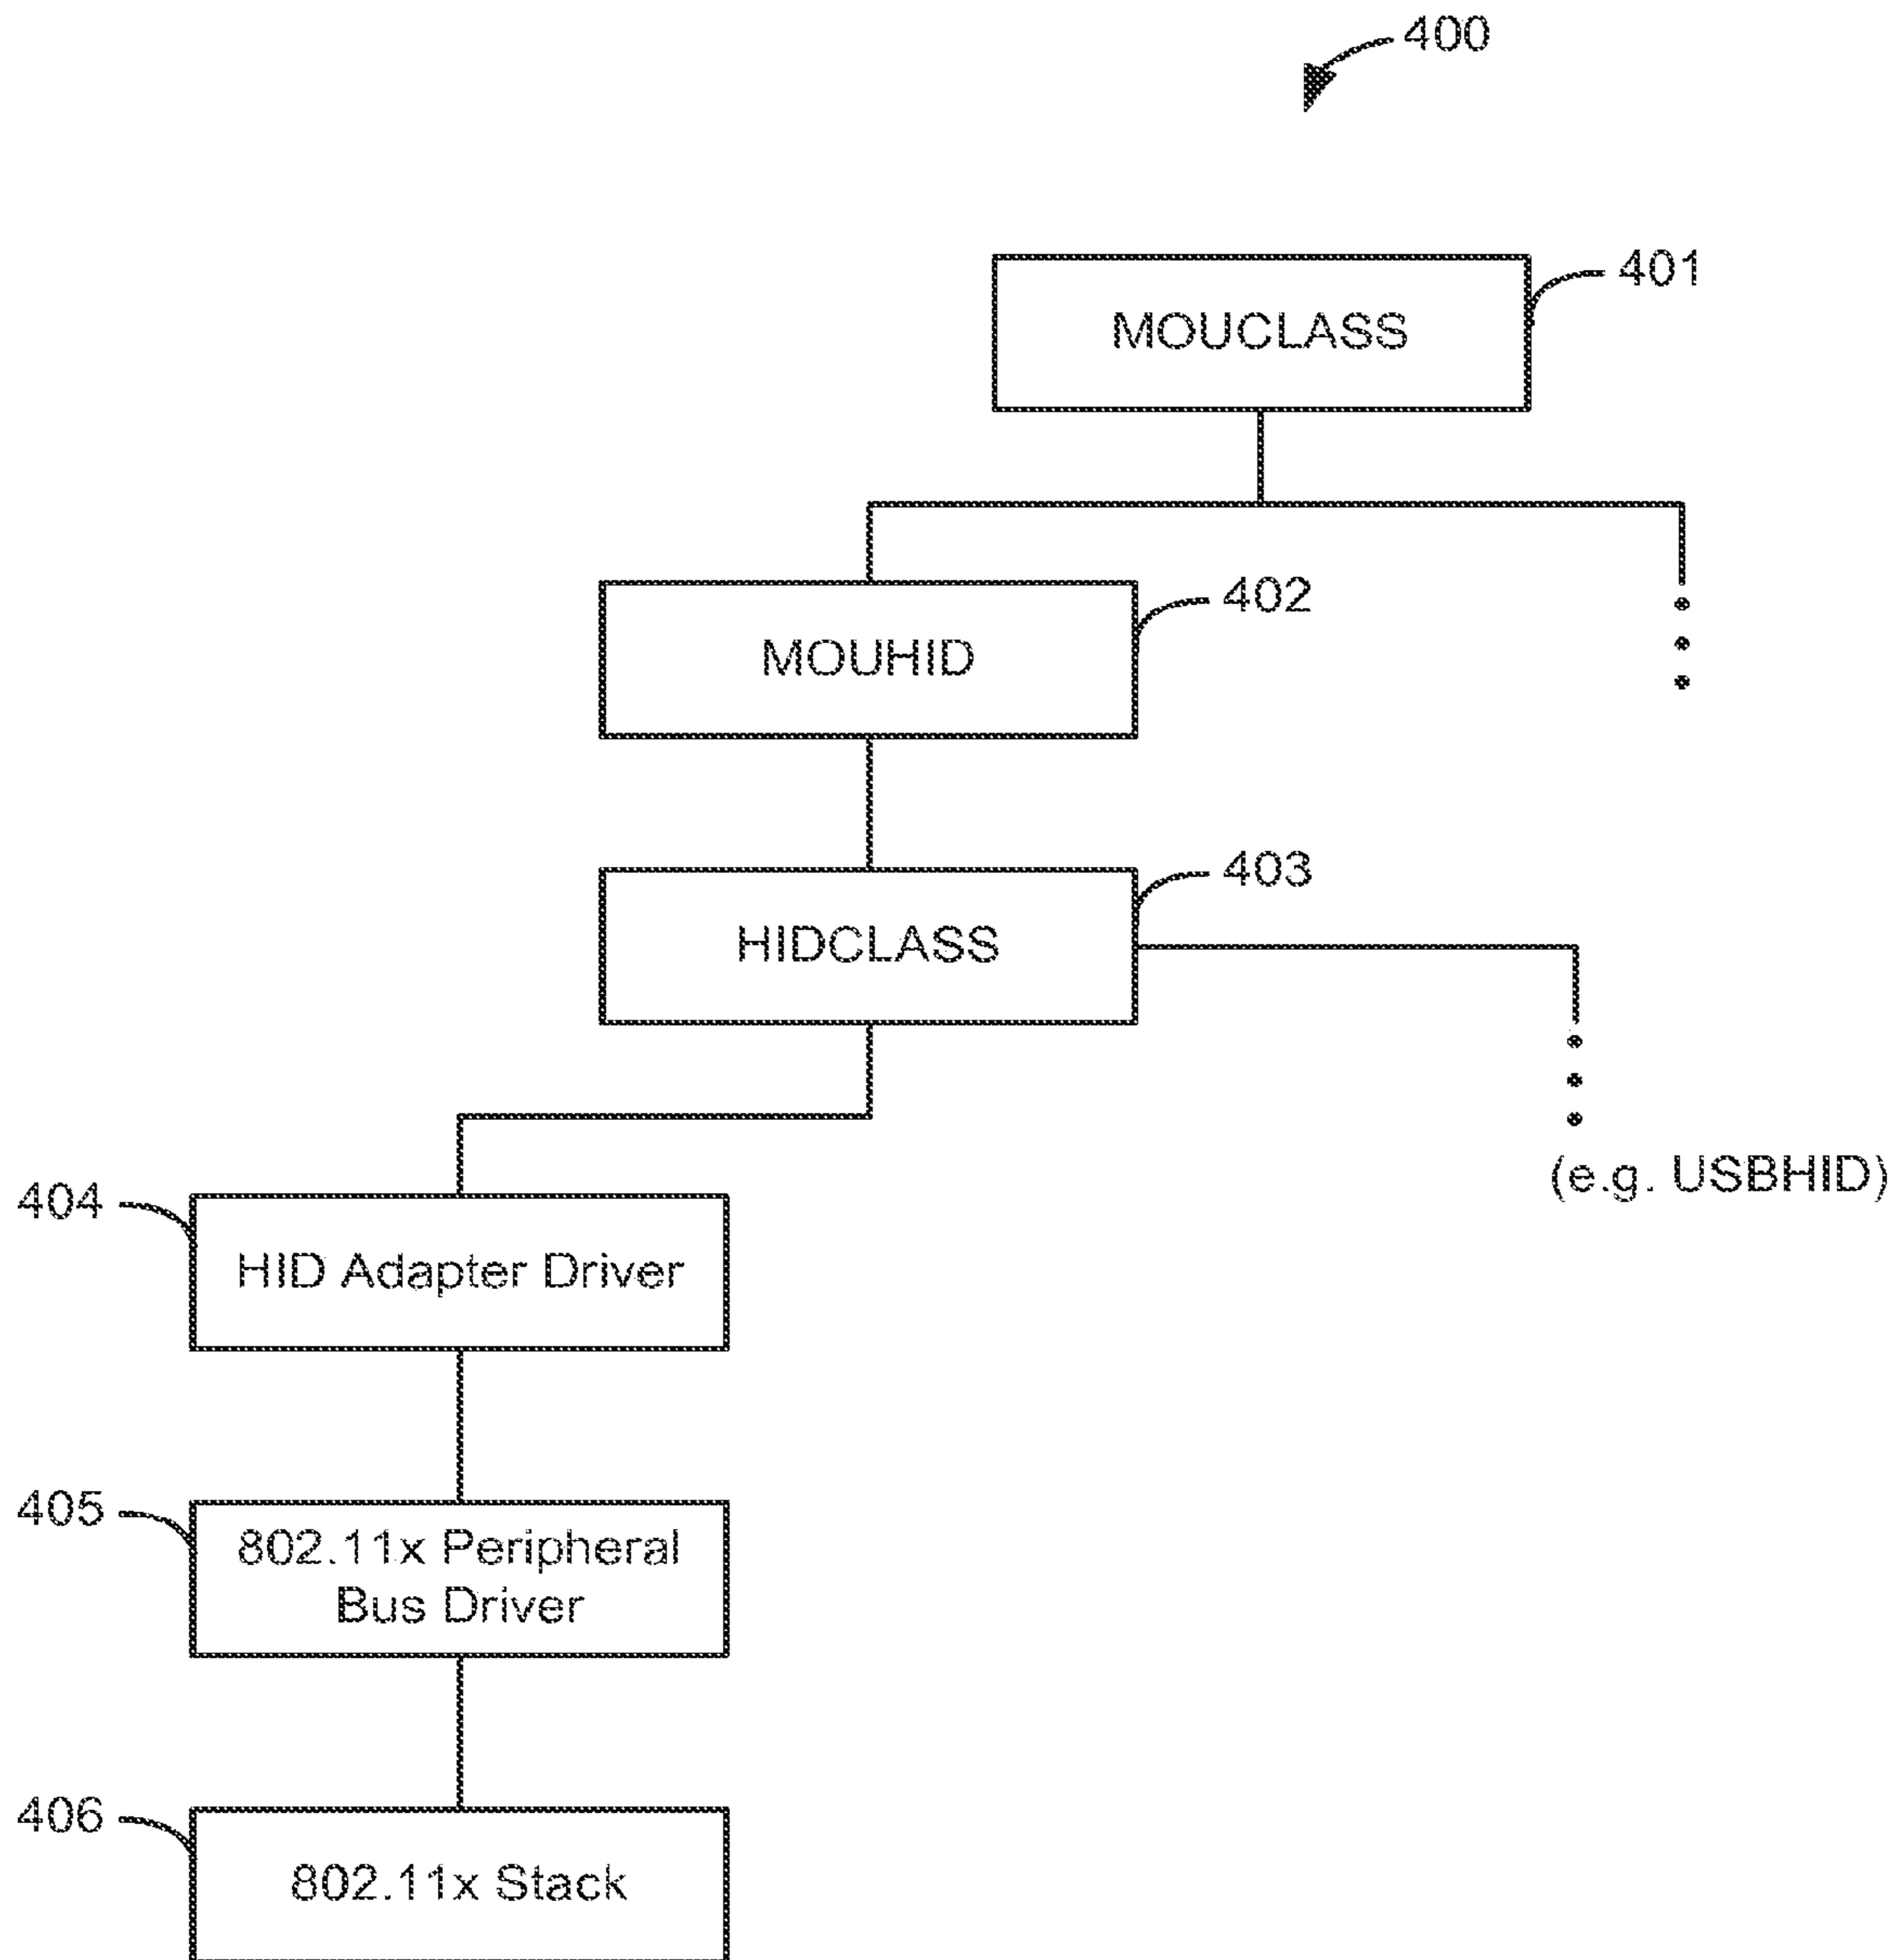 400
MOUCLASS
401
MOUHID
402
HIDCLASS
403
(e.g. USBHID)
404
HID Adapter Driver
405
802.11x Peripheral
Bus Driver
406
802.11x Stack